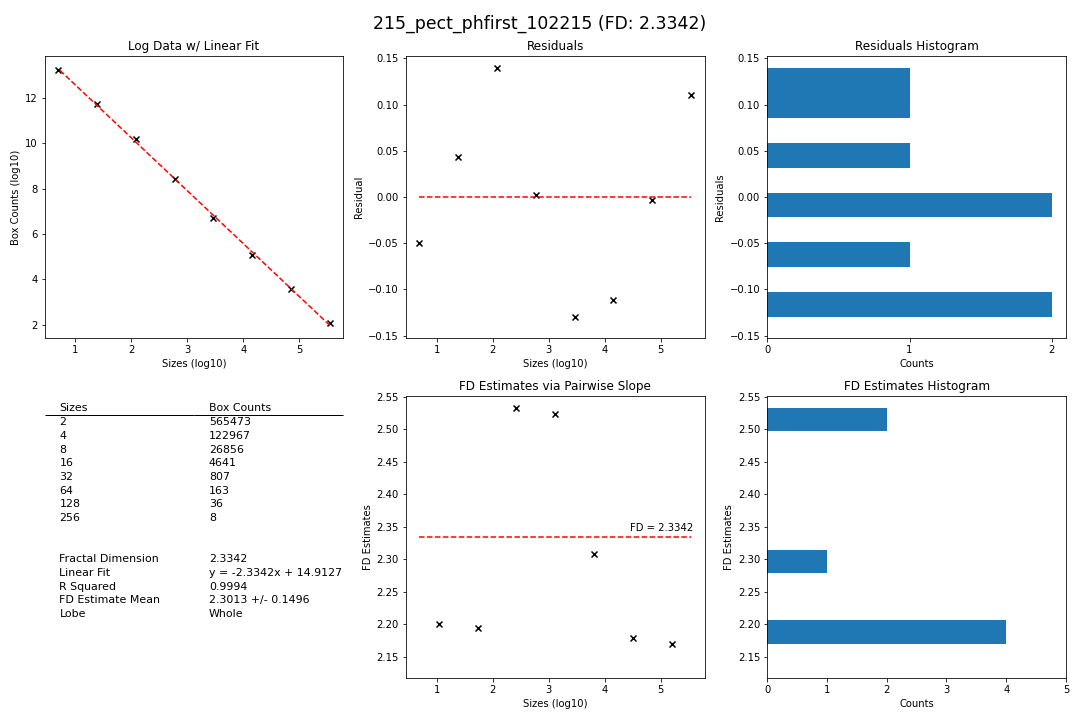 215_pect_phfirst_102215 (FD: 2.3342)
Log Data w/ Linear Fit
Box Counts (log10)
12
10
8
6
4
2
1 2 3 4 5
Sizes (log10)
Residuals
Residual
0.15
0.10
0.05
0.00
−0.05
−0.10
−0.15
1 2 3 4 5
Sizes (log10)
Residuals Histogram
Residuals
0.15
0.10
0.05
0.00
−0.05
−0.10
−0.15
0 1 2
Counts
Sizes Box Counts
2 565473
4 122967
8 26856
16 4641
32 807
64 163
128 36
256 8
Fractal Dimension 2.3342
Linear Fit y = -2.3342x + 14.9127
R Squared 0.9994
FD Estimate Mean 2.3013 +/- 0.1496
Lobe Whole
FD Estimates via Pairwise Slope
FD Estimates
2.55
2.50
2.45
2.40
2.35
2.30
2.25
2.20
2.15
FD = 2.3342
1 2 3 4 5
Sizes (log10)
FD Estimates Histogram
FD Estimates
2.55
2.50
2.45
2.40
2.35
2.30
2.25
2.20
2.15
0 1 2 3 4 5
Counts